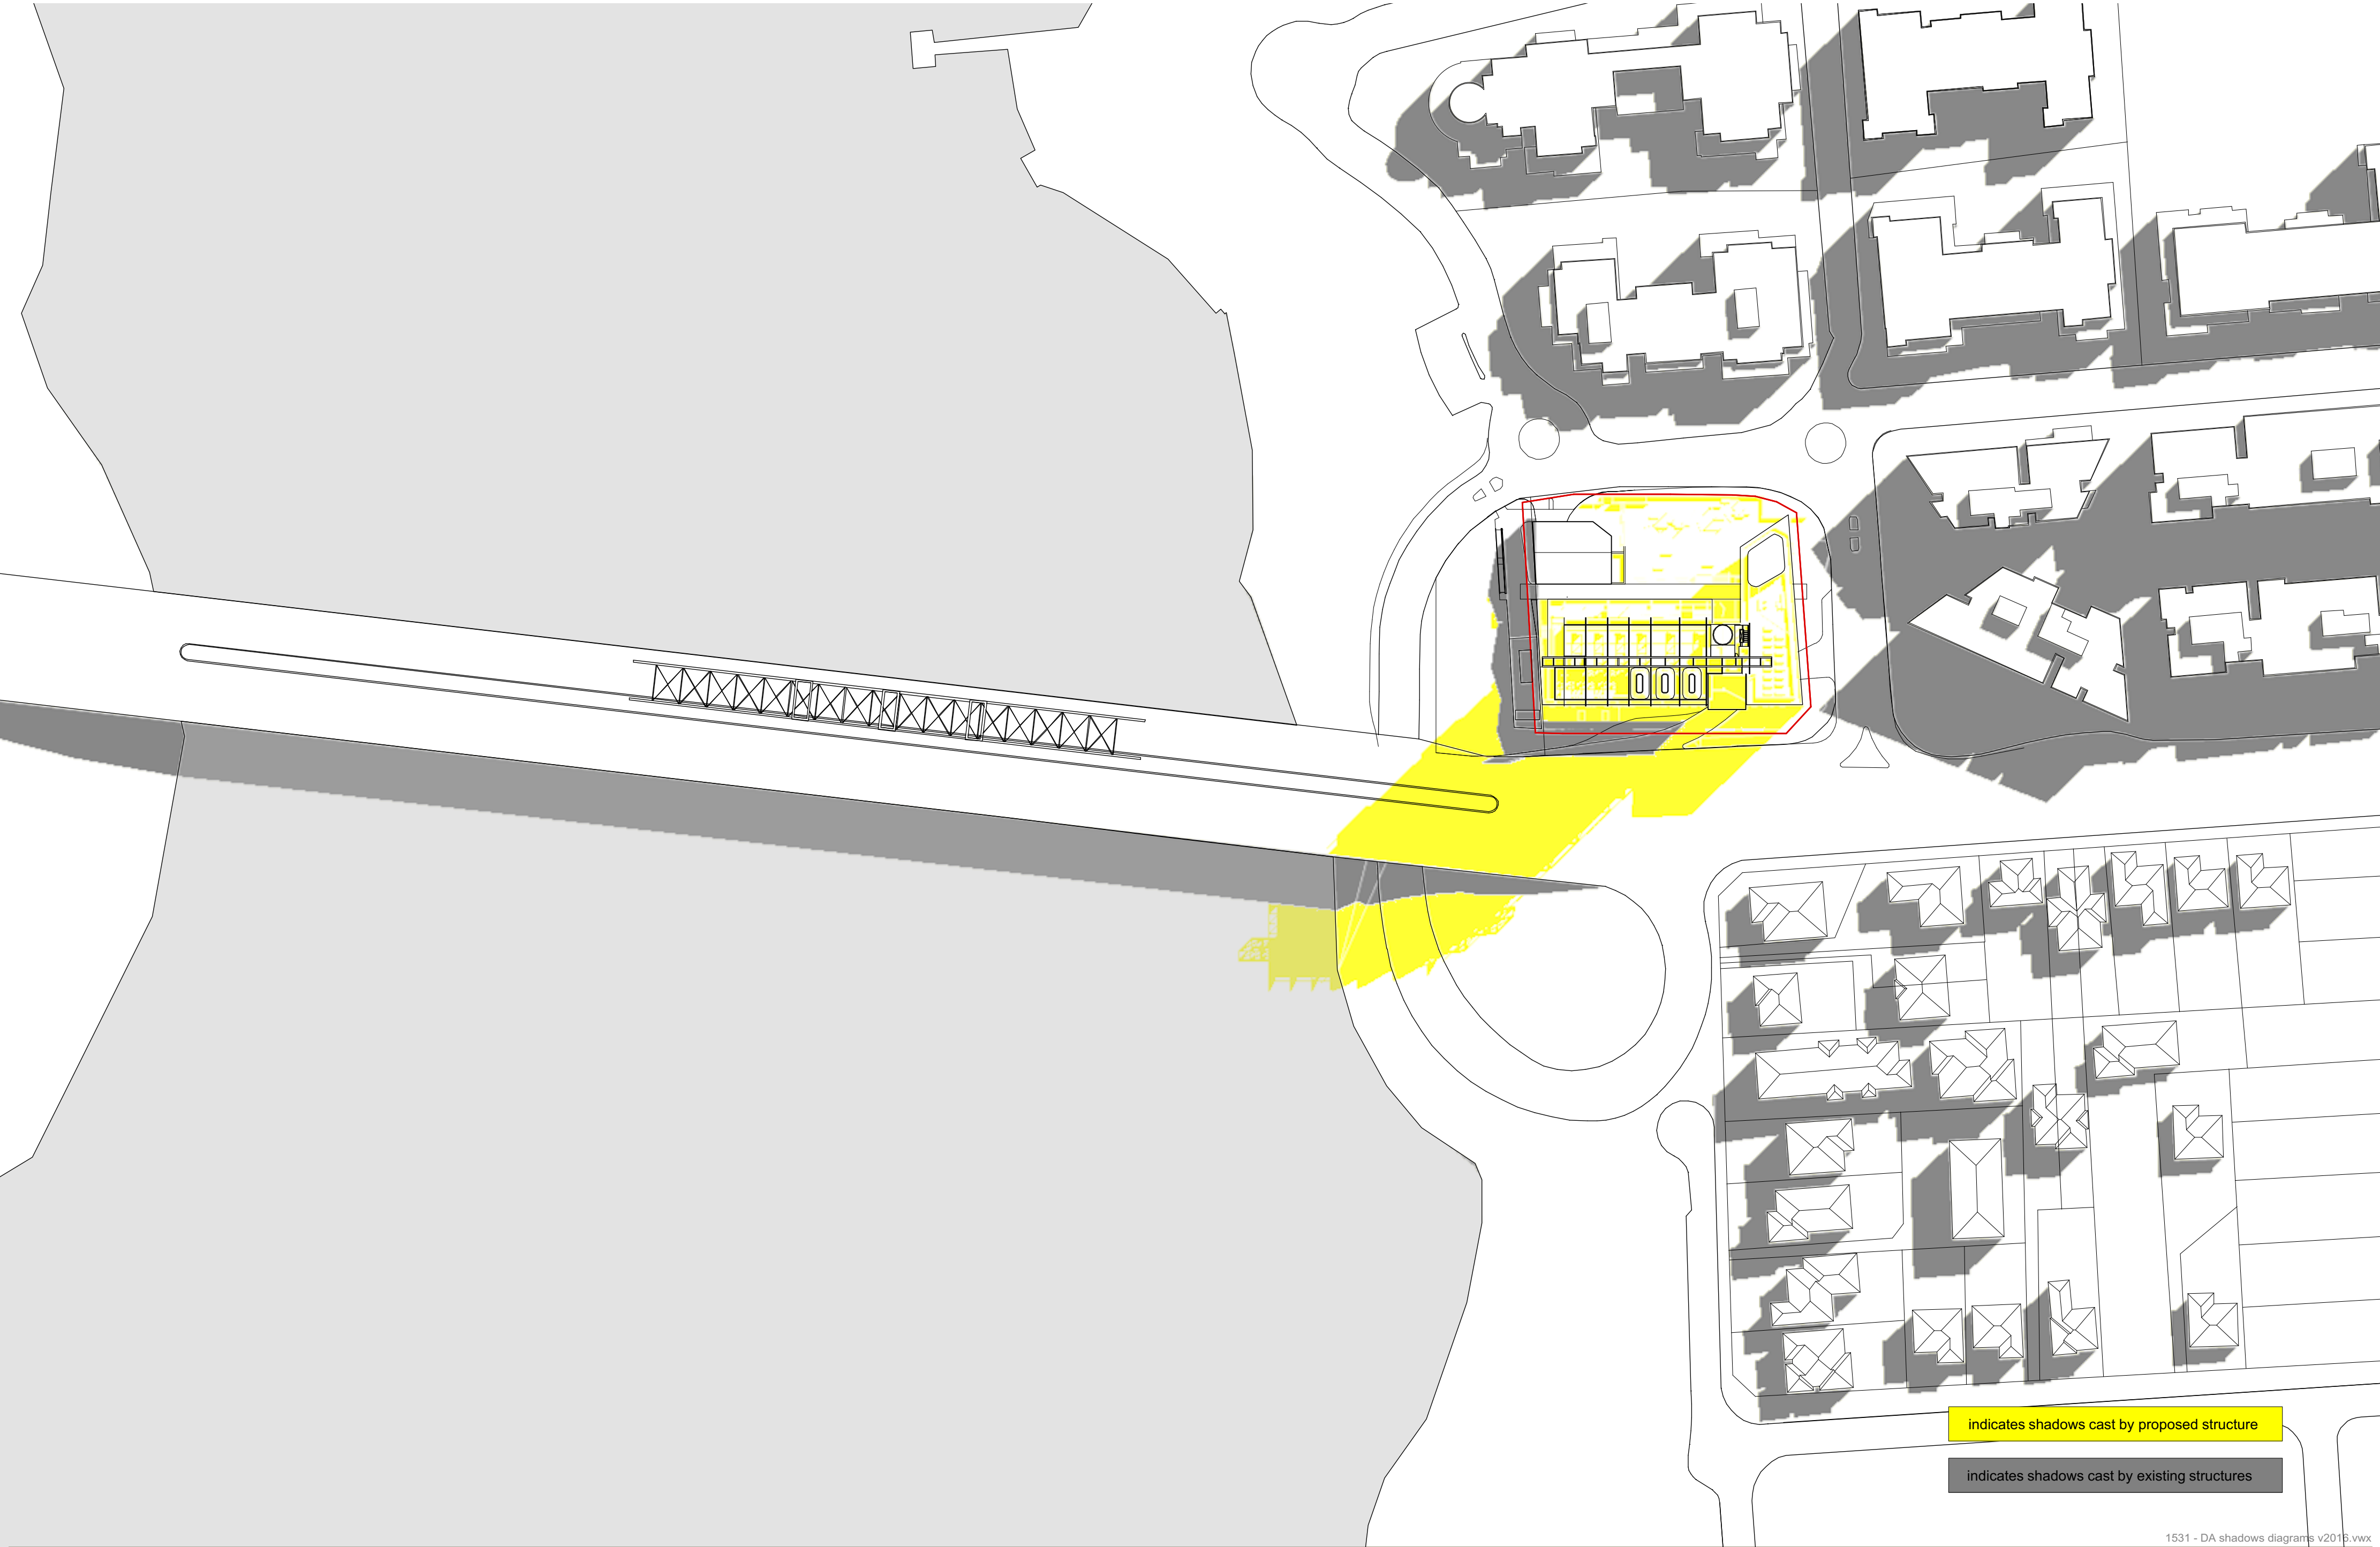 indicates shadows cast by proposed structure
indicates shadows cast by existing structures
1531 - DA shadows diagrams v2016.vwx